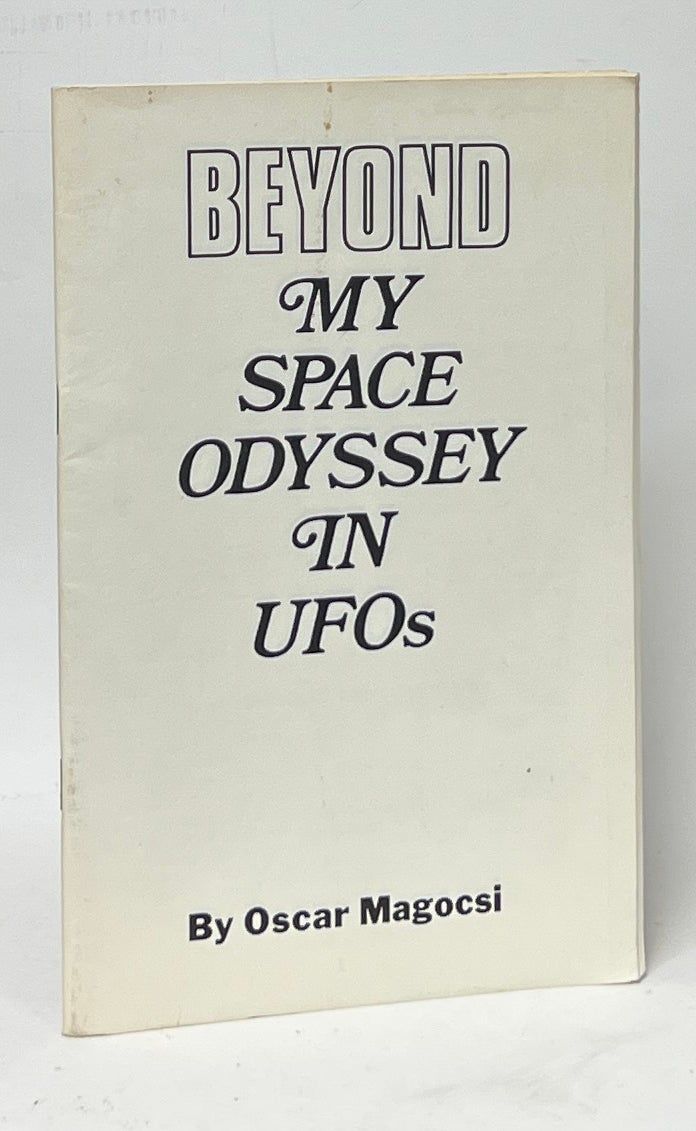 BEYOND
MY
SPACE
ODYSSEY
IN
UFOs
By Oscar Magocsi